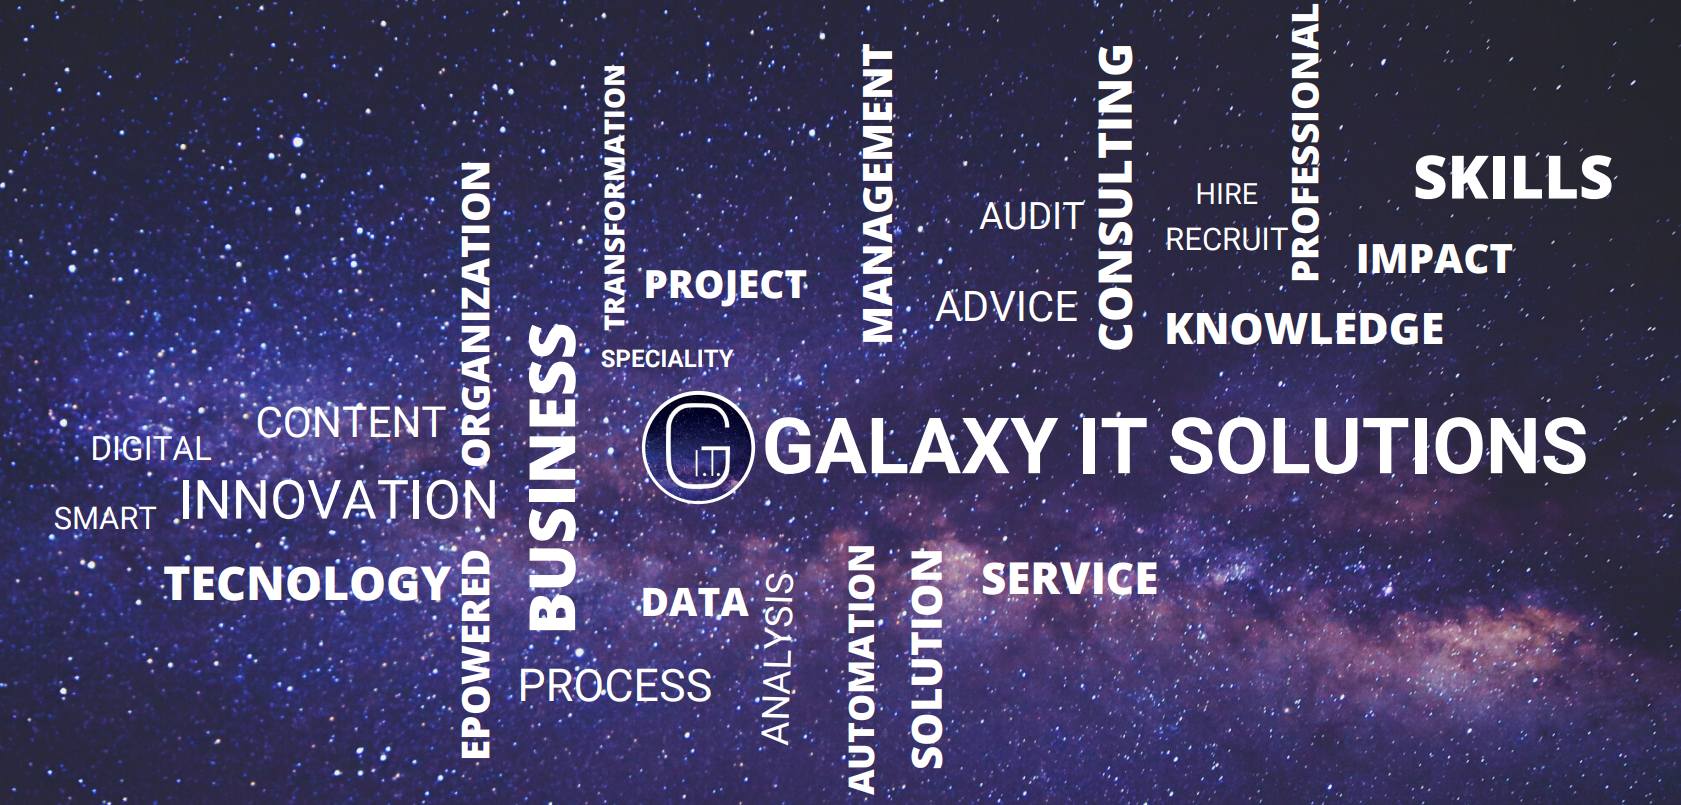 PROFESSIONAL
MANAGEMENT
CONSULTING
TRANSFORMATION
SKILLS
ORGANIZATION
HIRE
AUDIT
RECRUIT
IMPACT
PROJECT
ADVICE
KNOWLEDGE
BUSINESS
SPECIALITY
CONTENT
DIGITAL
G I.T.
GALAXY IT SOLUTIONS
INNOVATION
SMART
TECNOLOGY
EPOWERED
DATA
ANALYSIS
AUTOMATION
SOLUTION
SERVICE
PROCESS